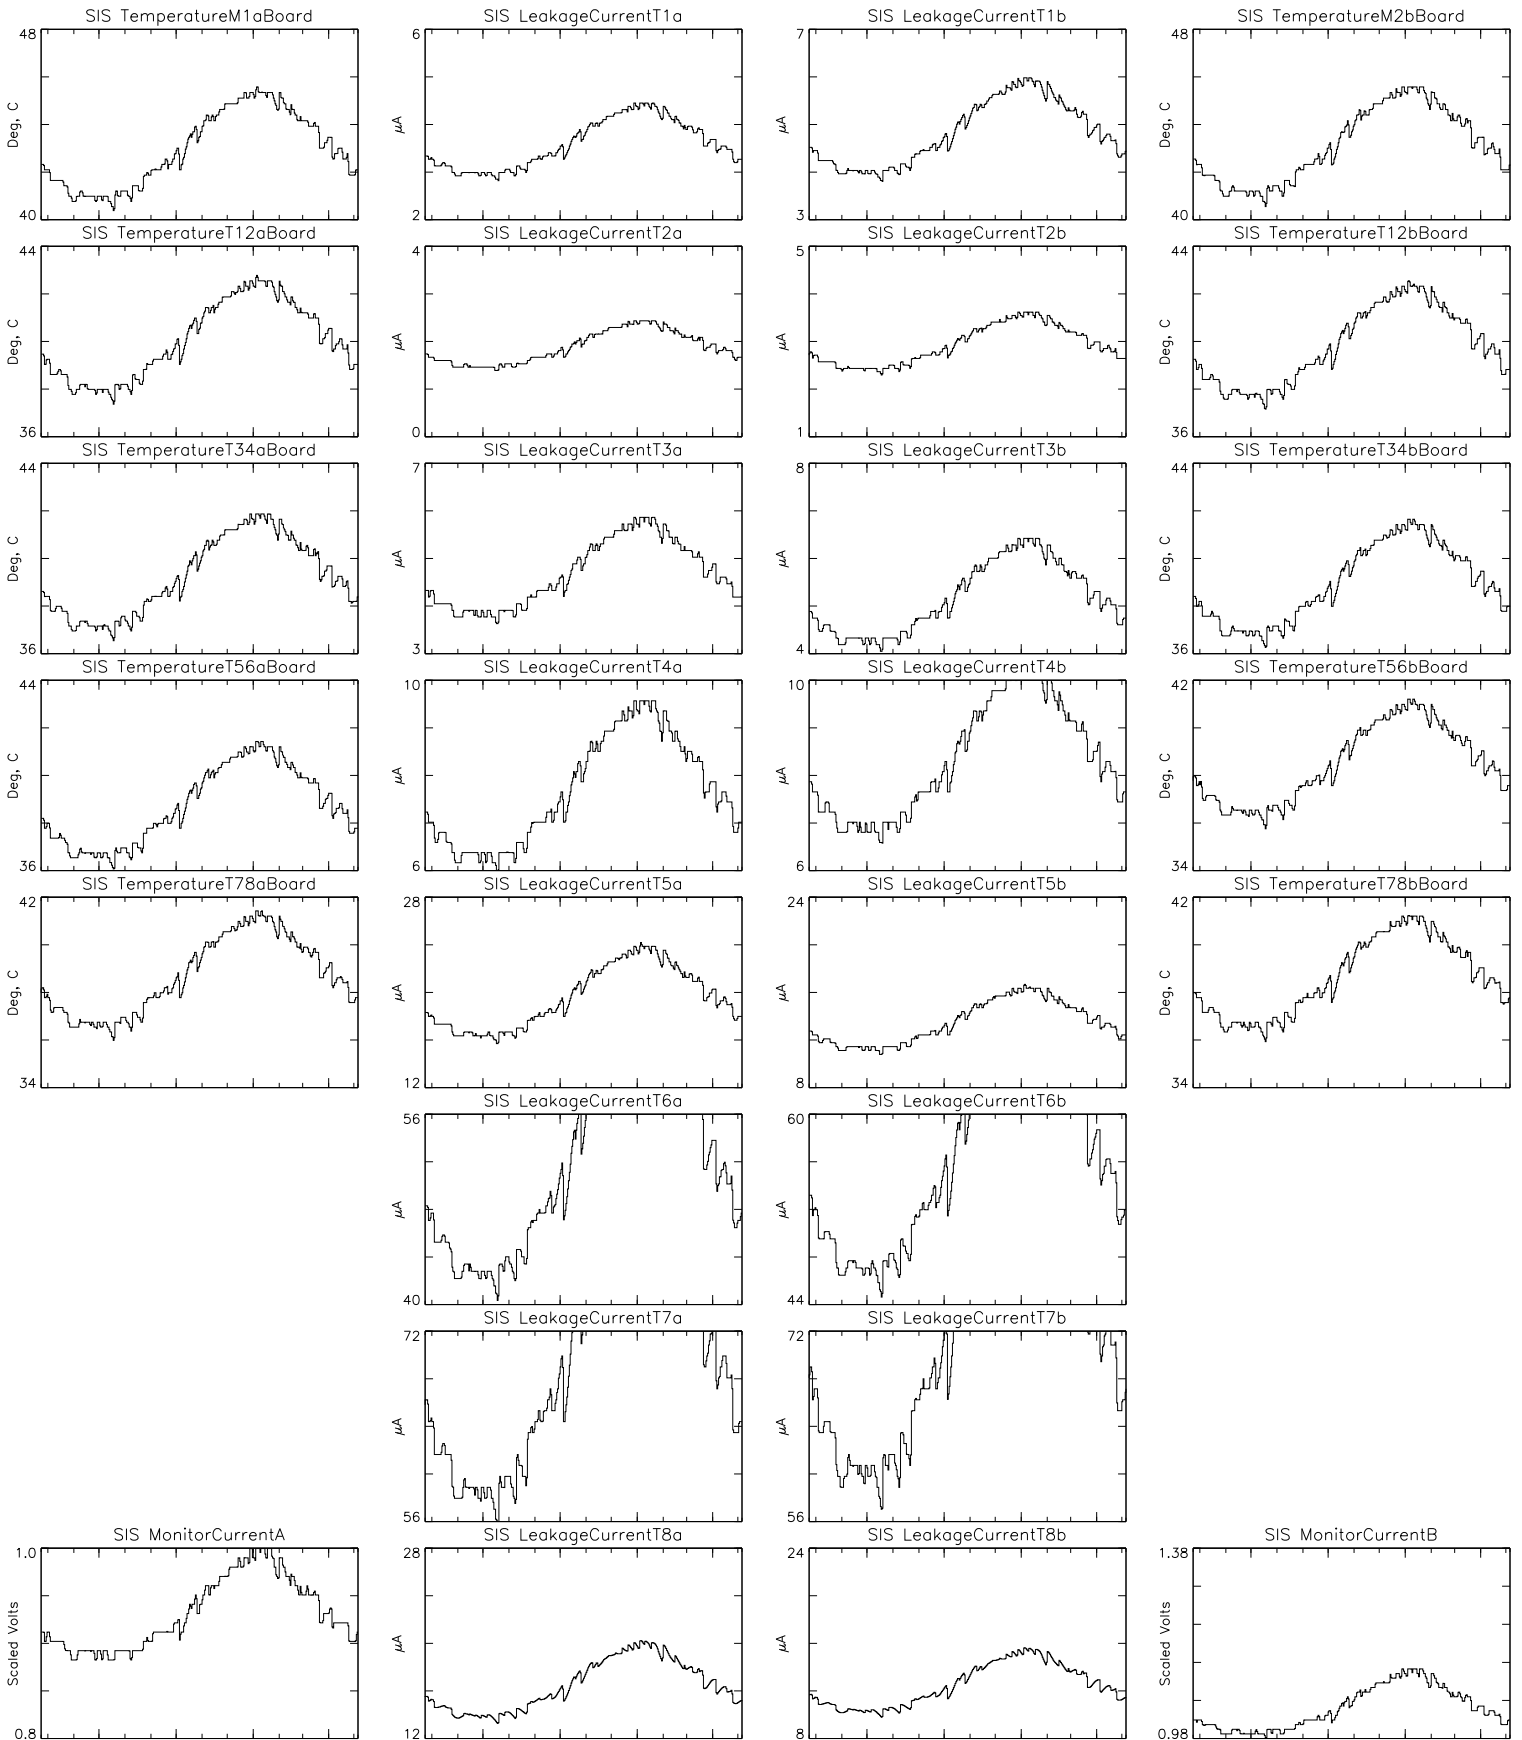 SIS TemperatureM1aBoard
48
Deg, C
40
SIS LeakageCurrentT1a
6
μA
2
SIS LeakageCurrentT1b
7
μA
3
SIS TemperatureM2bBoard
48
Deg, C
40
SIS TemperatureT12aBoard
44
Deg, C
36
SIS LeakageCurrentT2a
4
μA
0
SIS LeakageCurrentT2b
5
μA
1
SIS TemperatureT12bBoard
44
Deg, C
36
SIS TemperatureT34aBoard
44
Deg, C
36
SIS LeakageCurrentT3a
7
μA
3
SIS LeakageCurrentT3b
8
μA
4
SIS TemperatureT34bBoard
44
Deg, C
36
SIS TemperatureT56aBoard
44
Deg, C
36
SIS LeakageCurrentT4a
10
μA
6
SIS LeakageCurrentT4b
10
μA
6
SIS TemperatureT56bBoard
42
Deg, C
34
SIS TemperatureT78aBoard
42
Deg, C
34
SIS LeakageCurrentT5a
28
μA
12
SIS LeakageCurrentT5b
24
μA
8
SIS TemperatureT78bBoard
42
Deg, C
34
SIS LeakageCurrentT6a
56
μA
40
SIS LeakageCurrentT6b
60
μA
44
SIS LeakageCurrentT7a
72
μA
56
SIS LeakageCurrentT7b
72
μA
56
SIS MonitorCurrentA
1.0
Scaled Volts
0.8
SIS LeakageCurrentT8a
28
μA
12
SIS LeakageCurrentT8b
24
μA
8
SIS MonitorCurrentB
1.38
Scaled Volts
0.98